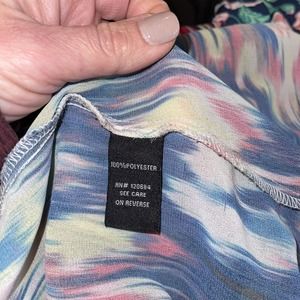 100%POLYESTER
RN# 120884
SEE CARE
ON REVERSE